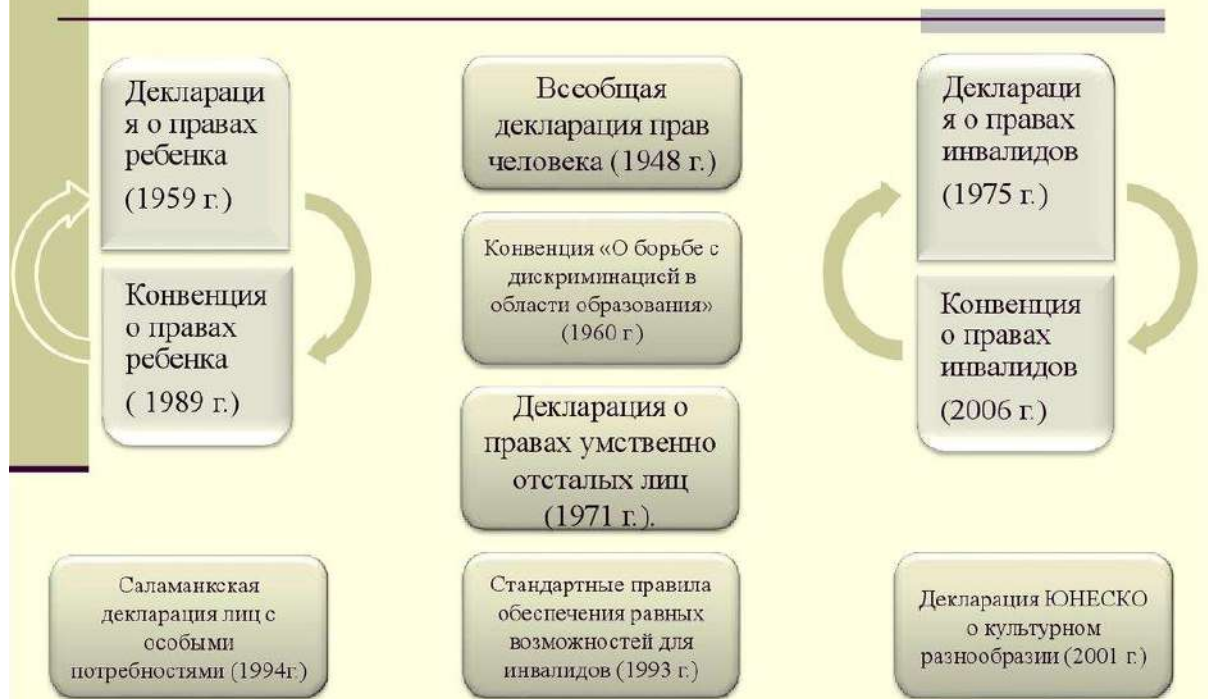 Деклараци
я о правах
ребенка
(1959 г.)
Конвенция
о правах
ребенка
( 1989 г.)
Всеобщая
декларация прав
человека (1948 г.)
Конвенция «О борьбе с
дискриминацией в
области образования»
(1960 г)
Декларация о
правах умственно
отсталых лиц
(1971 г.).
Деклараци
я о правах
инвалидов
(1975 г.)
Конвенция
о правах
инвалидов
(2006 г.)
Саламанкская
декларация лиц с
особыми
потребностями (1994г.)
Стандартные правила
обеспечения равных
возможностей для
инвалидов (1993 г.)
Декларация ЮНЕСКО
о культурном
разнообразии (2001 г.)